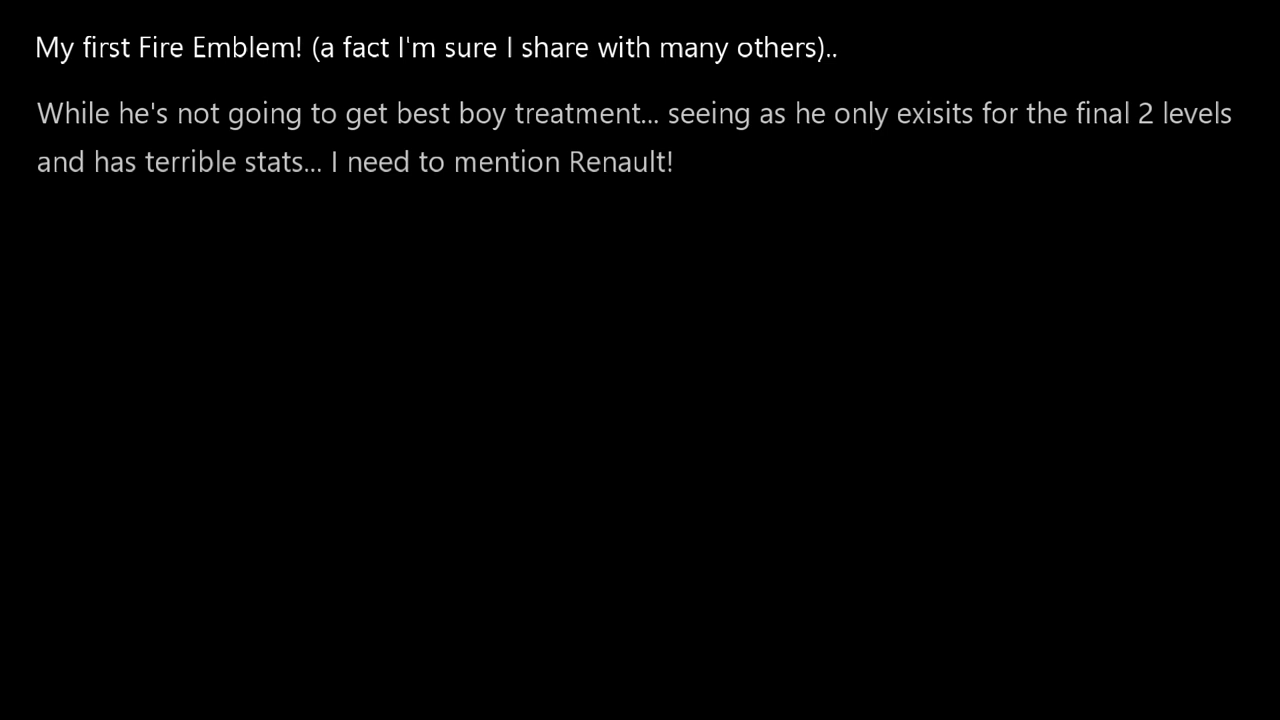 My first Fire Emblem! (a fact I'm sure I share with many others)..
While he's not going to get best boy treatment... seeing as he only exisits for the final 2 levels
and has terrible stats... I need to mention Renault!